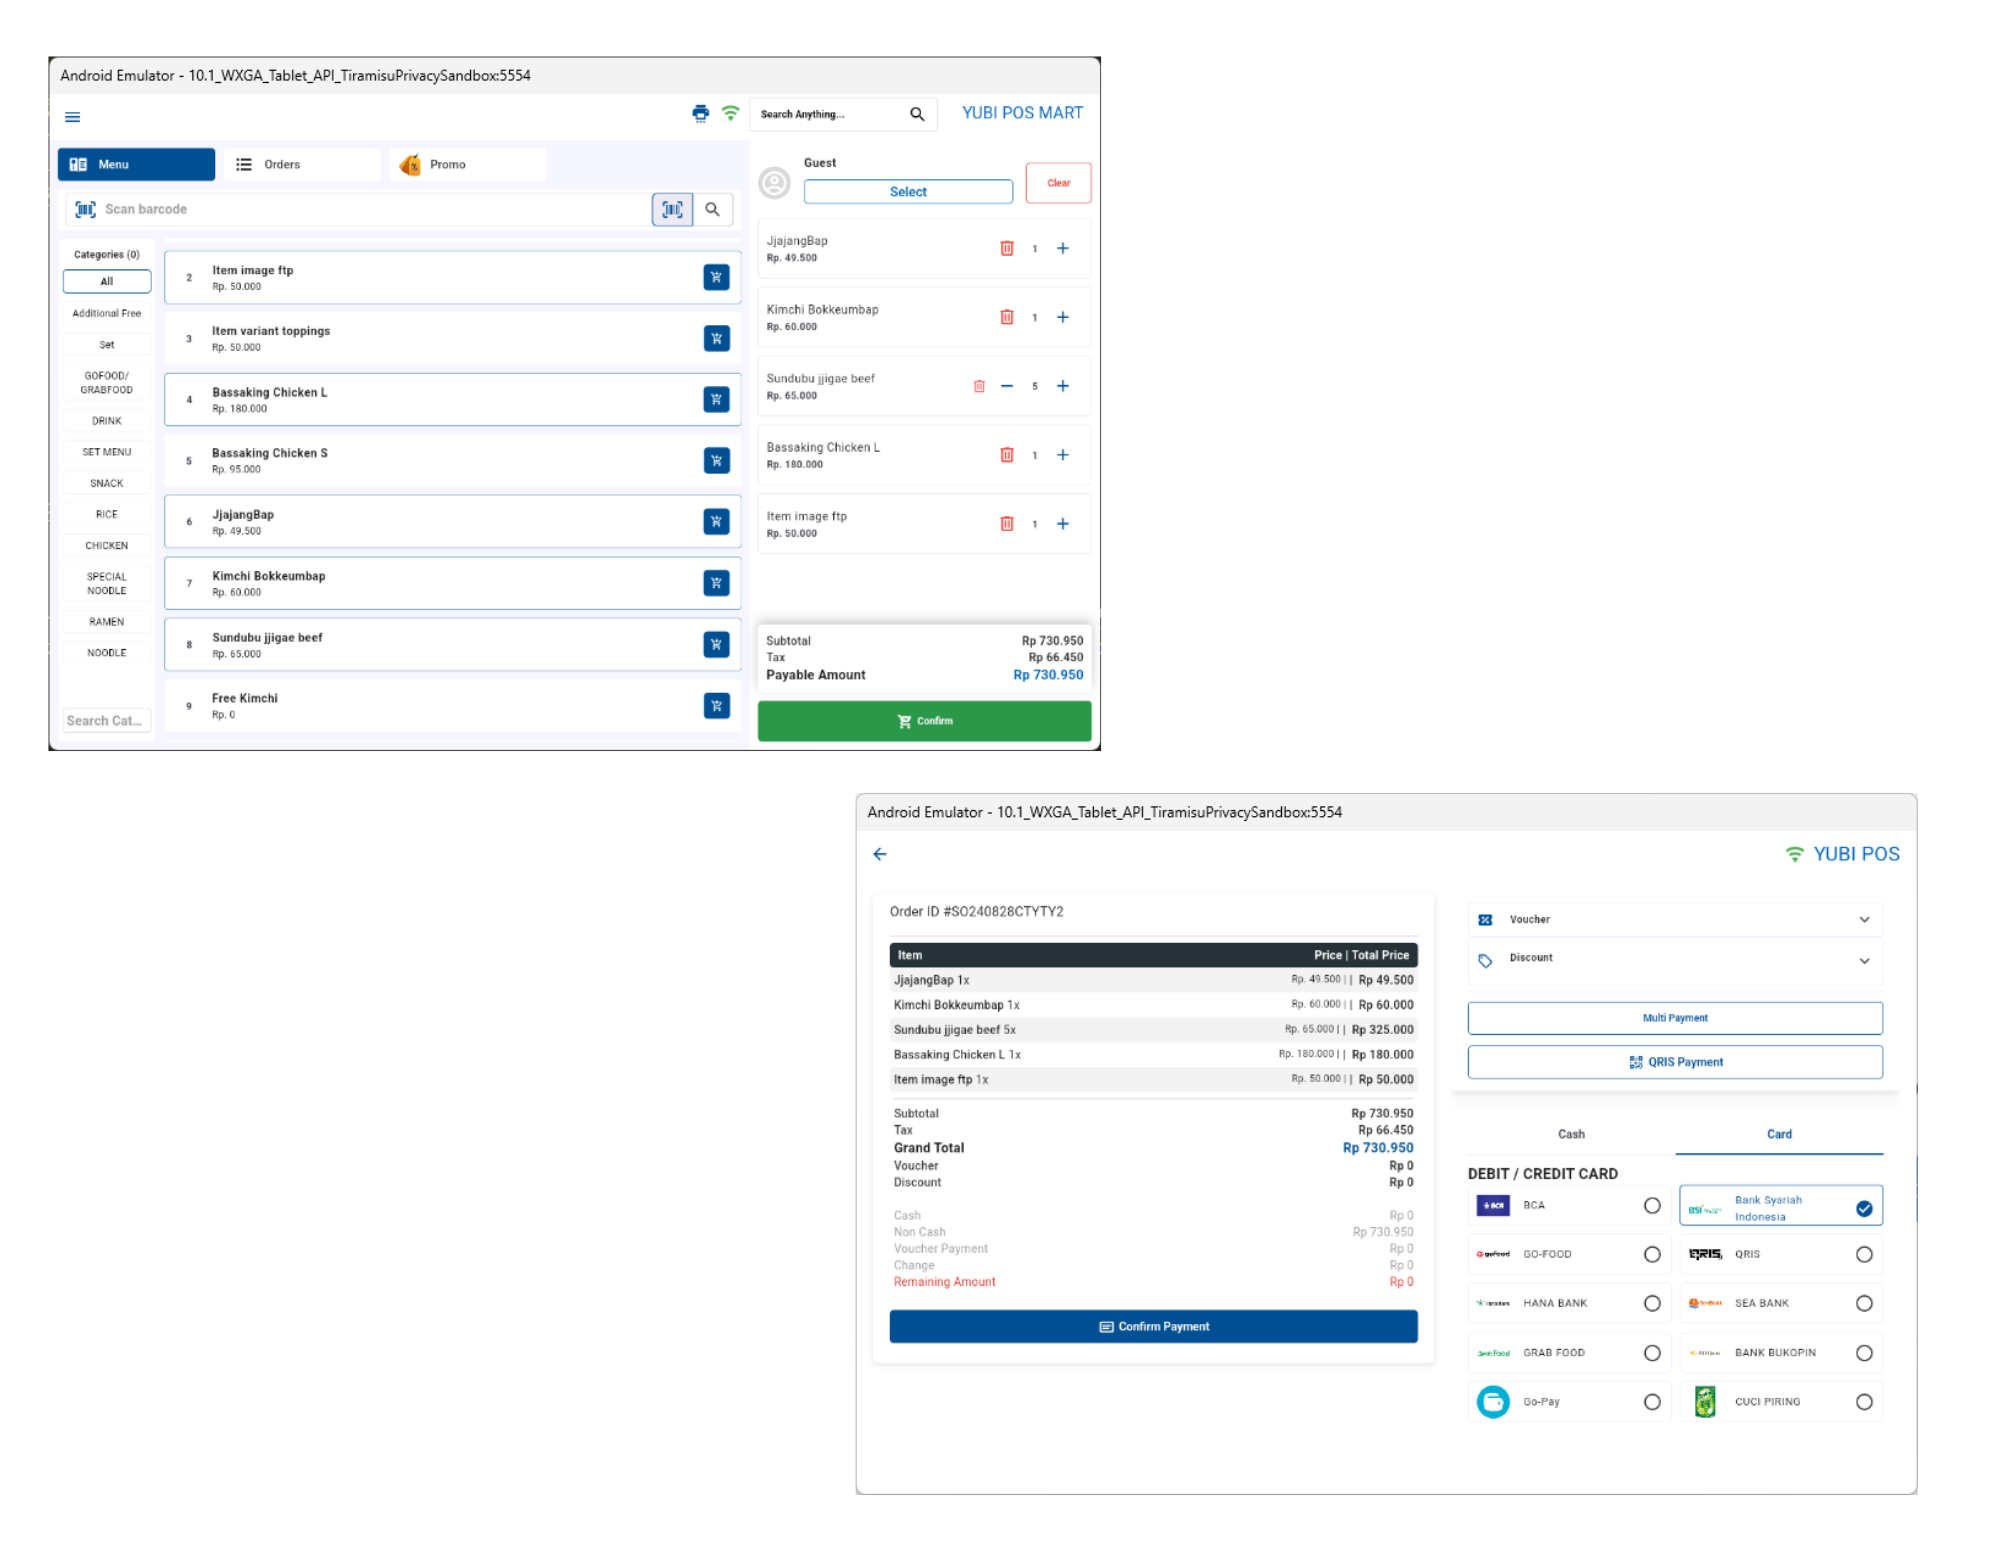 Android Emulator - 10.1_WXGA_Tablet_API_TiramisuPrivacySandbox:5554
Search Anything...
YUBI POS MART
Menu
Orders
Promo
Scan barcode
Categories (0)
All
Additional Free
Set
GOFOOD/
GRABFOOD
DRINK
SET MENU
SNACK
RICE
CHICKEN
SPECIAL
NOODLE
RAMEN
NOODLE
Search Cat...
2 Item image ftp
Rp. 50.000
3 Item variant toppings
Rp. 50.000
4 Bassaking Chicken L
Rp. 180.000
5 Bassaking Chicken S
Rp. 95.000
6 JjajangBap
Rp. 49.500
7 Kimchi Bokkeumbap
Rp. 60.000
8 Sundubu jjigae beef
Rp. 65.000
9 Free Kimchi
Rp. 0
Guest
Select
Clear
JjajangBap
Rp. 49.500
1 +
Kimchi Bokkeumbap
Rp. 60.000
1 +
Sundubu jjigae beef
Rp. 65.000
− 5 +
Bassaking Chicken L
Rp. 180.000
1 +
Item image ftp
Rp. 50.000
1 +
Subtotal Rp 730.950
Tax Rp 66.450
Payable Amount Rp 730.950
Confirm
Android Emulator - 10.1_WXGA_Tablet_API_TiramisuPrivacySandbox:5554
YUBI POS
Order ID #SO240828CTYTY2
Item Price | Total Price
JjajangBap 1x Rp. 49.500 | | Rp 49.500
Kimchi Bokkeumbap 1x Rp. 60.000 | | Rp 60.000
Sundubu jjigae beef 5x Rp. 65.000 | | Rp 325.000
Bassaking Chicken L 1x Rp. 180.000 | | Rp 180.000
Item image ftp 1x Rp. 50.000 | | Rp 50.000
Subtotal Rp 730.950
Tax Rp 66.450
Grand Total Rp 730.950
Voucher Rp 0
Discount Rp 0
Cash Rp 0
Non Cash Rp 730.950
Voucher Payment Rp 0
Change Rp 0
Remaining Amount Rp 0
Confirm Payment
Voucher
Discount
Multi Payment
QRIS Payment
Cash
Card
DEBIT / CREDIT CARD
BCA BCA
BSI
Bank Syariah
Indonesia
gofood GO-FOOD
QRIS QRIS
HANA BANK
SEA BANK
GRAB FOOD
BANK BUKOPIN
Go-Pay
CUCI PIRING